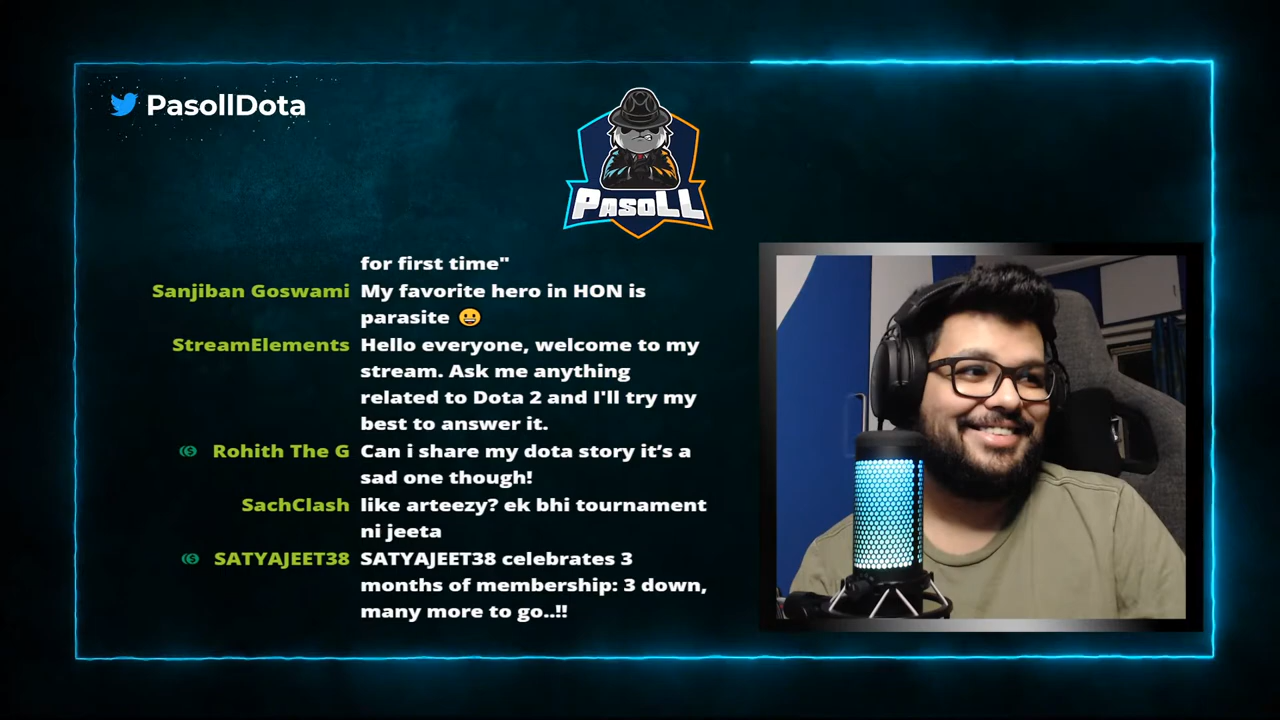 PasollDota
PASOLL
for first time"
Sanjiban Goswami My favorite hero in HON is
parasite 😀
StreamElements Hello everyone, welcome to my
stream. Ask me anything
related to Dota 2 and I'll try my
best to answer it.
Rohith The G Can i share my dota story it’s a
sad one though!
SachClash like arteezy? ek bhi tournament
ni jeeta
SATYAJEET38 SATYAJEET38 celebrates 3
months of membership: 3 down,
many more to go..!!